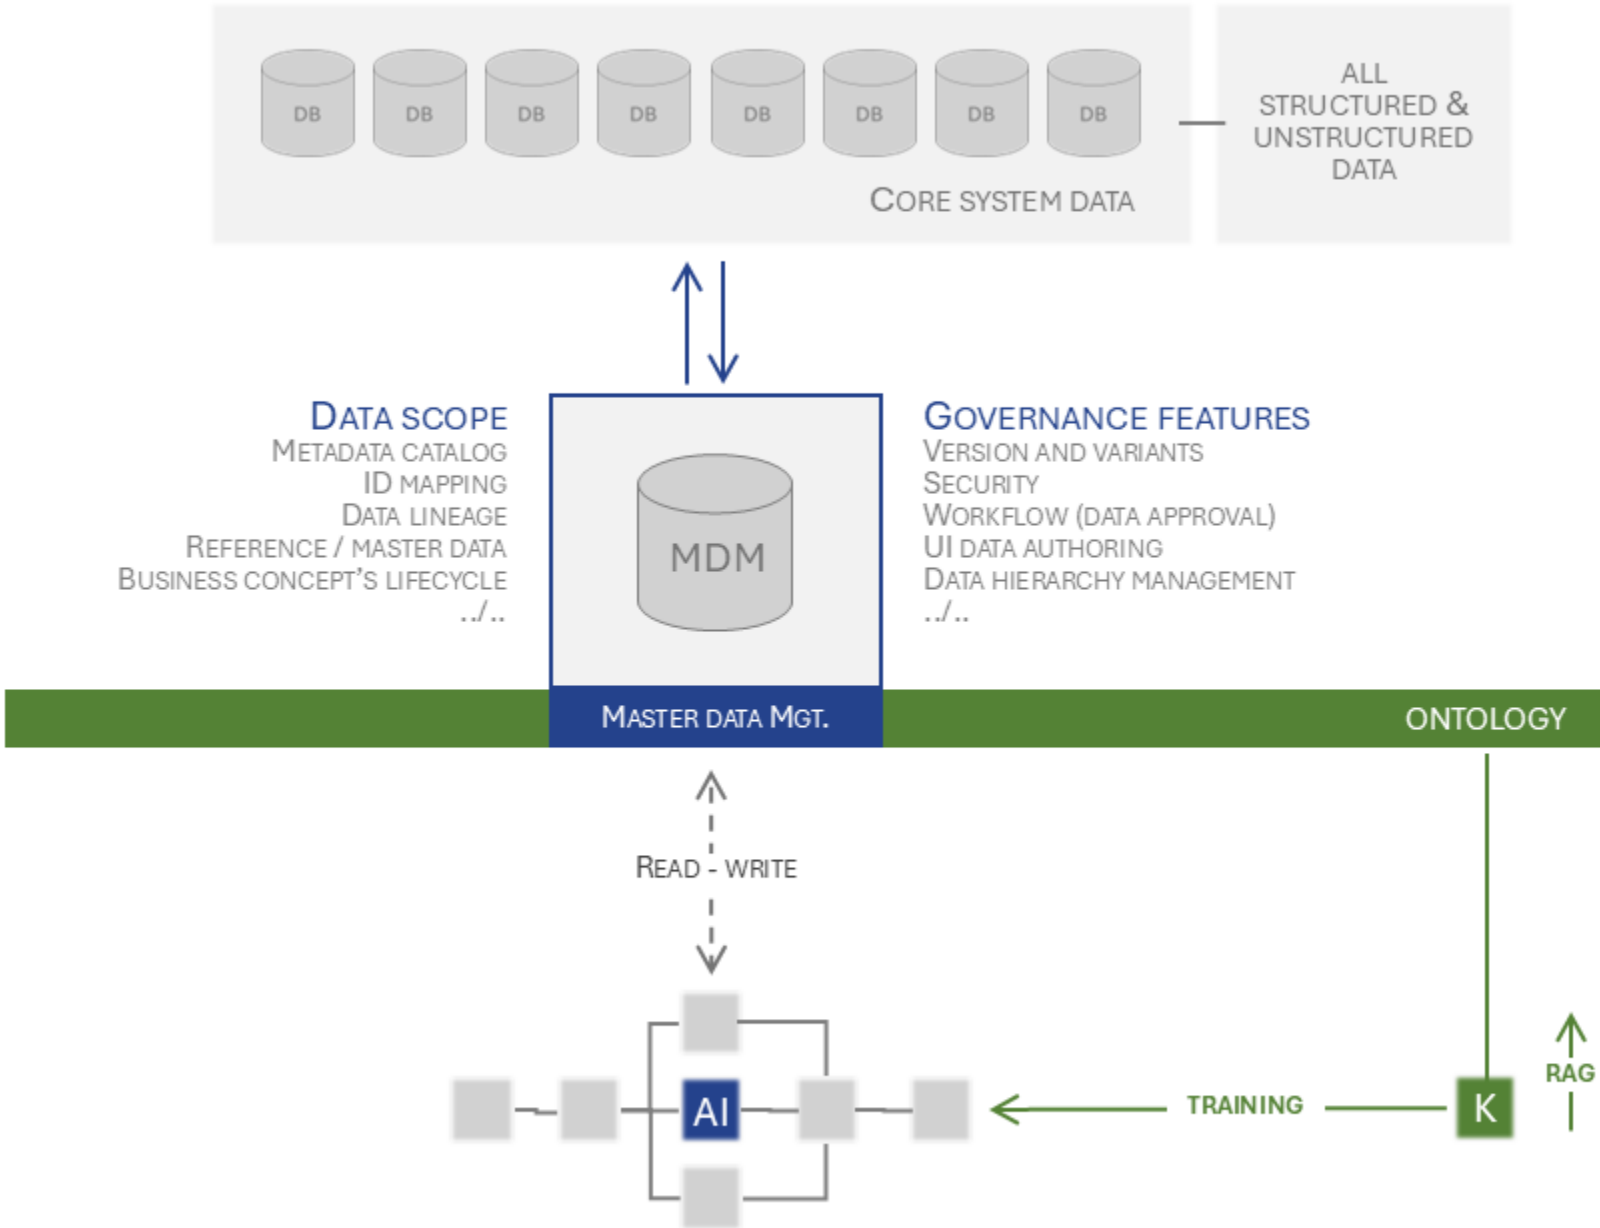 DB DB DB DB DB DB DB DB
CORE SYSTEM DATA
ALL
STRUCTURED &
UNSTRUCTURED
DATA
DATA SCOPE
METADATA CATALOG
ID MAPPING
DATA LINEAGE
REFERENCE / MASTER DATA
BUSINESS CONCEPT'S LIFECYCLE
../..
MDM
GOVERNANCE FEATURES
VERSION AND VARIANTS
SECURITY
WORKFLOW (DATA APPROVAL)
UI DATA AUTHORING
DATA HIERARCHY MANAGEMENT
../..
MASTER DATA MGT.
ONTOLOGY
READ - WRITE
AI
TRAINING
K
RAG